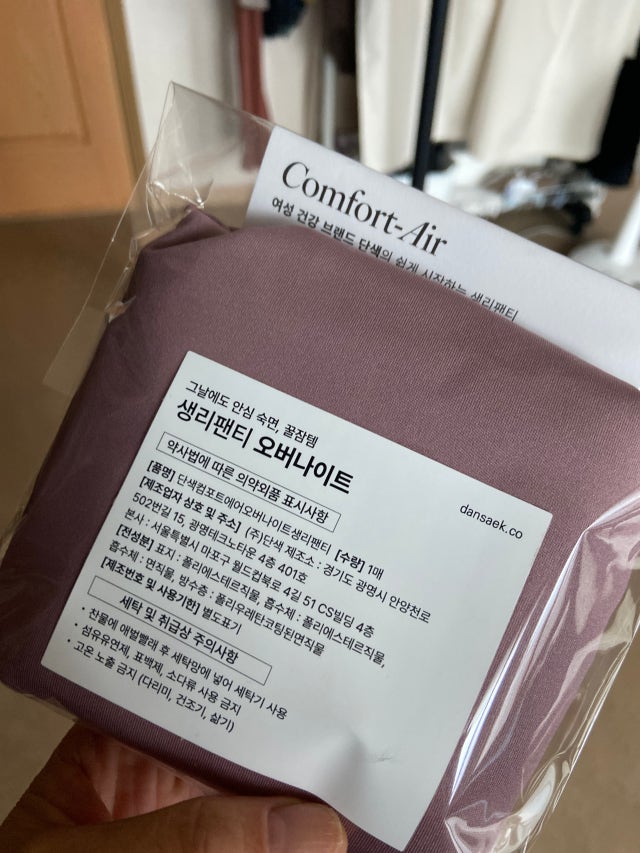 Comfort-Air
여성 건강 브랜드 단색의 쉽게 시작하는 생리팬티
그날에도 안심 숙면, 꿀잠템
생리팬티 오버나이트
dansaek.co
약사법에 따른 의약외품 표시사항
[품명] 단색컴포트에어오버나이트생리팬티 [수량] 1매
[제조업자 상호 및 주소] (주)단색 제조소 : 경기도 광명시 안양천로
502번길 15, 광명테크노타운 4층 401호
본사 : 서울특별시 마포구 월드컵북로 4길 51 CS빌딩 4층
[전성분] 표지 : 폴리에스테르직물, 흡수체 : 폴리에스테르직물,
흡수체 : 면직물, 방수층 : 폴리우레탄코팅된면직물
[제조번호 및 사용기한] 별도표기
세탁 및 취급상 주의사항
• 찬물에 애벌빨래 후 세탁망에 넣어 세탁기 사용
• 섬유유연제, 표백제, 소다류 사용 금지
• 고온 노출 금지 (다리미, 건조기, 삶기)